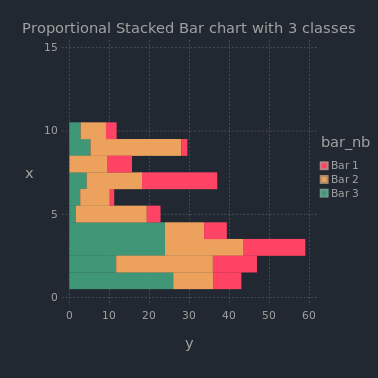 Proportional Stacked Bar chart with 3 classes
15
10
5
0
x
0 10 20 30 40 50 60
y
bar_nb
Bar 1
Bar 2
Bar 3